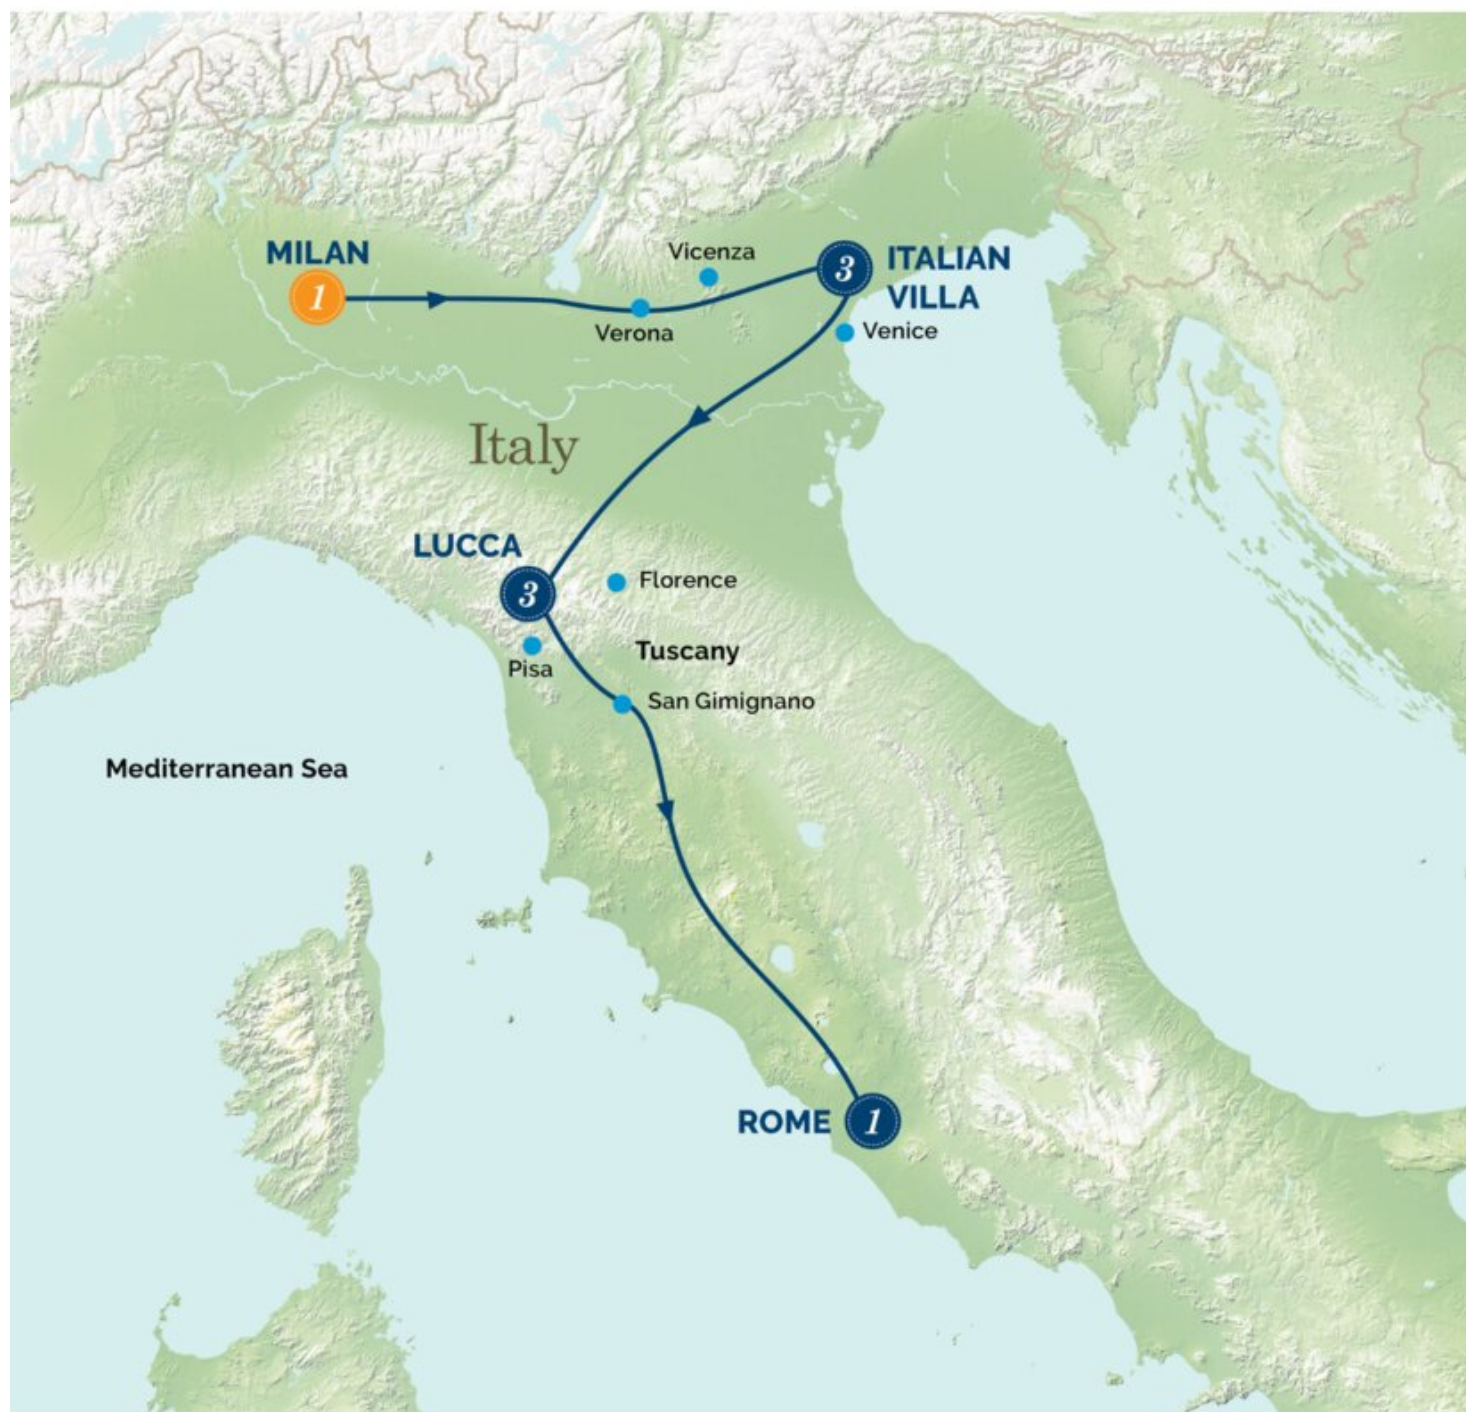 MILAN
1
Vicenza
Verona
3
ITALIAN
VILLA
Venice
Italy
LUCCA
3
Florence
Pisa
Tuscany
San Gimignano
Mediterranean Sea
ROME
1